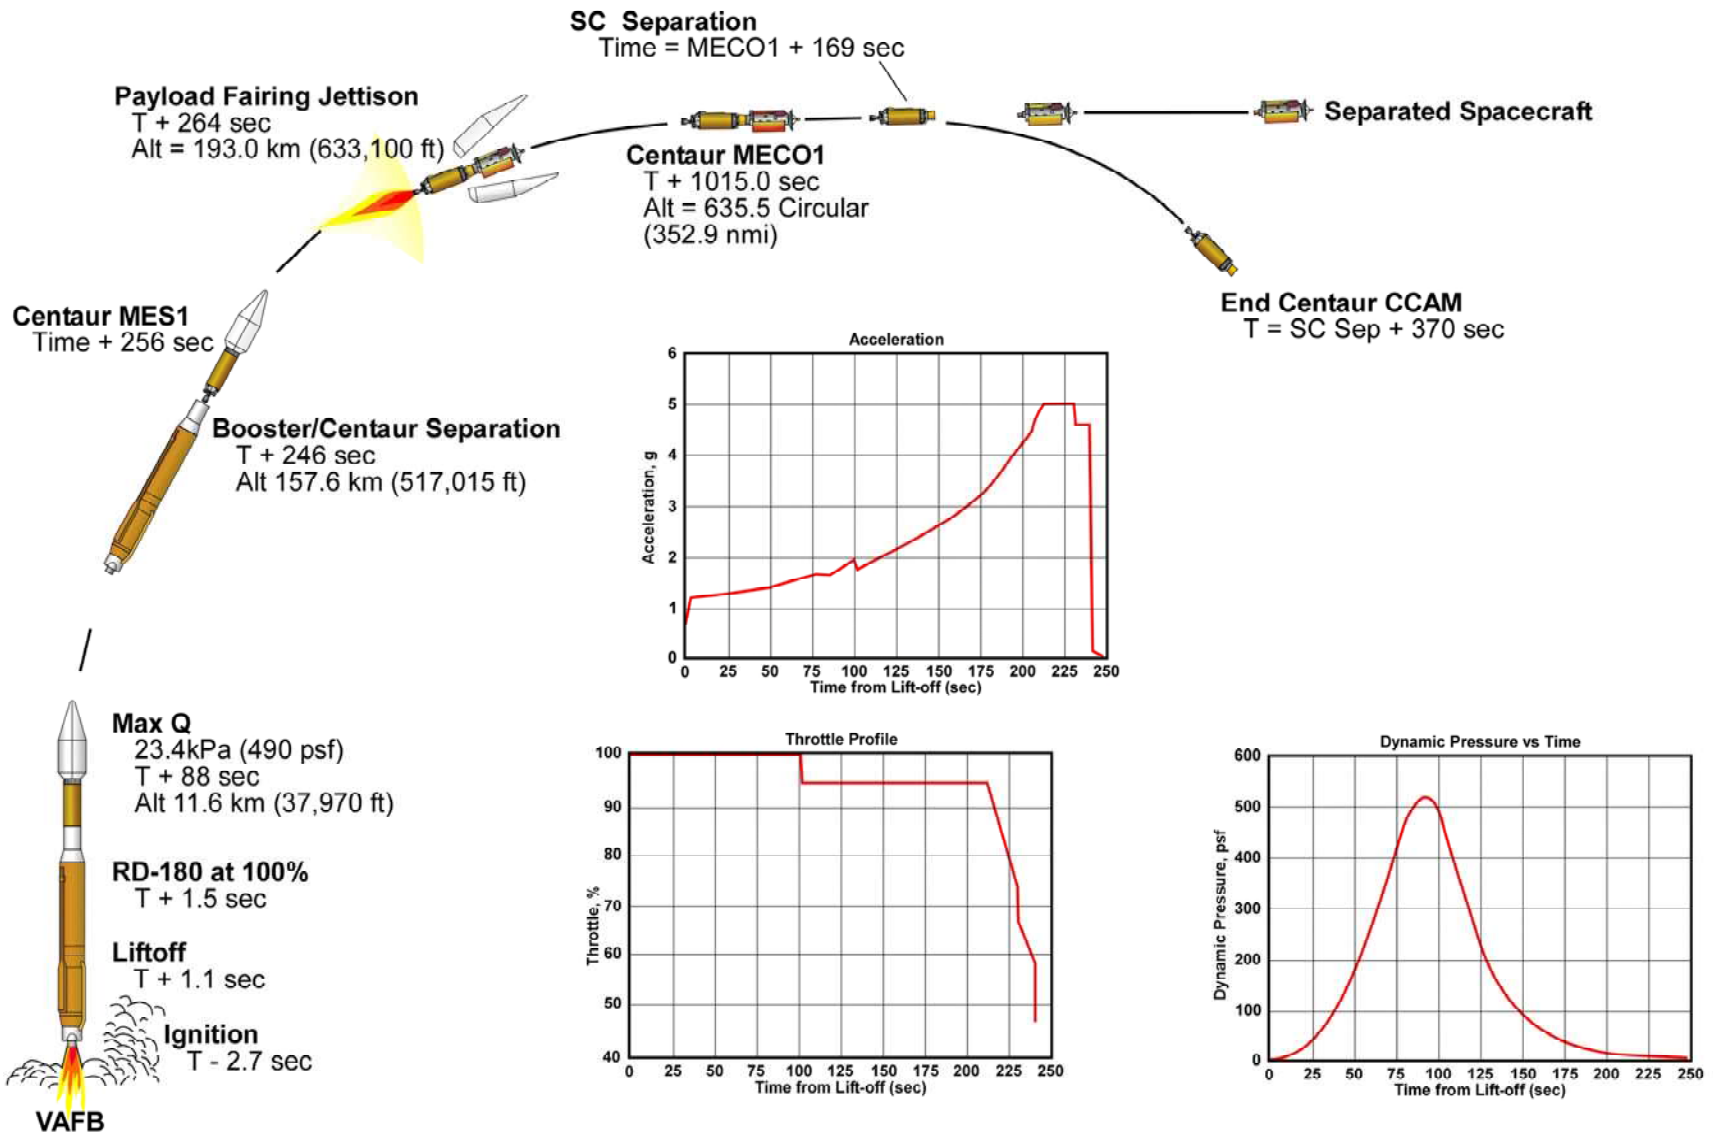 SC Separation
Time = MECO1 + 169 sec
Payload Fairing Jettison
T + 264 sec
Alt = 193.0 km (633,100 ft)
Separated Spacecraft
Centaur MECO1
T + 1015.0 sec
Alt = 635.5 Circular
(352.9 nmi)
End Centaur CCAM
T = SC Sep + 370 sec
Centaur MES1
Time + 256 sec
Booster/Centaur Separation
T + 246 sec
Alt 157.6 km (517,015 ft)
Acceleration
6
5
4
3
2
1
0
Acceleration, g
0 25 50 75 100 125 150 175 200 225 250
Time from Lift-off (sec)
Max Q
23.4kPa (490 psf)
T + 88 sec
Alt 11.6 km (37,970 ft)
RD-180 at 100%
T + 1.5 sec
Liftoff
T + 1.1 sec
Ignition
T - 2.7 sec
VAFB
Throttle Profile
100
90
80
70
60
50
40
Throttle, %
0 25 50 75 100 125 150 175 200 225 250
Time from Lift-off (sec)
Dynamic Pressure vs Time
600
500
400
300
200
100
0
Dynamic Pressure, psf
0 25 50 75 100 125 150 175 200 225 250
Time from Lift-off (sec)